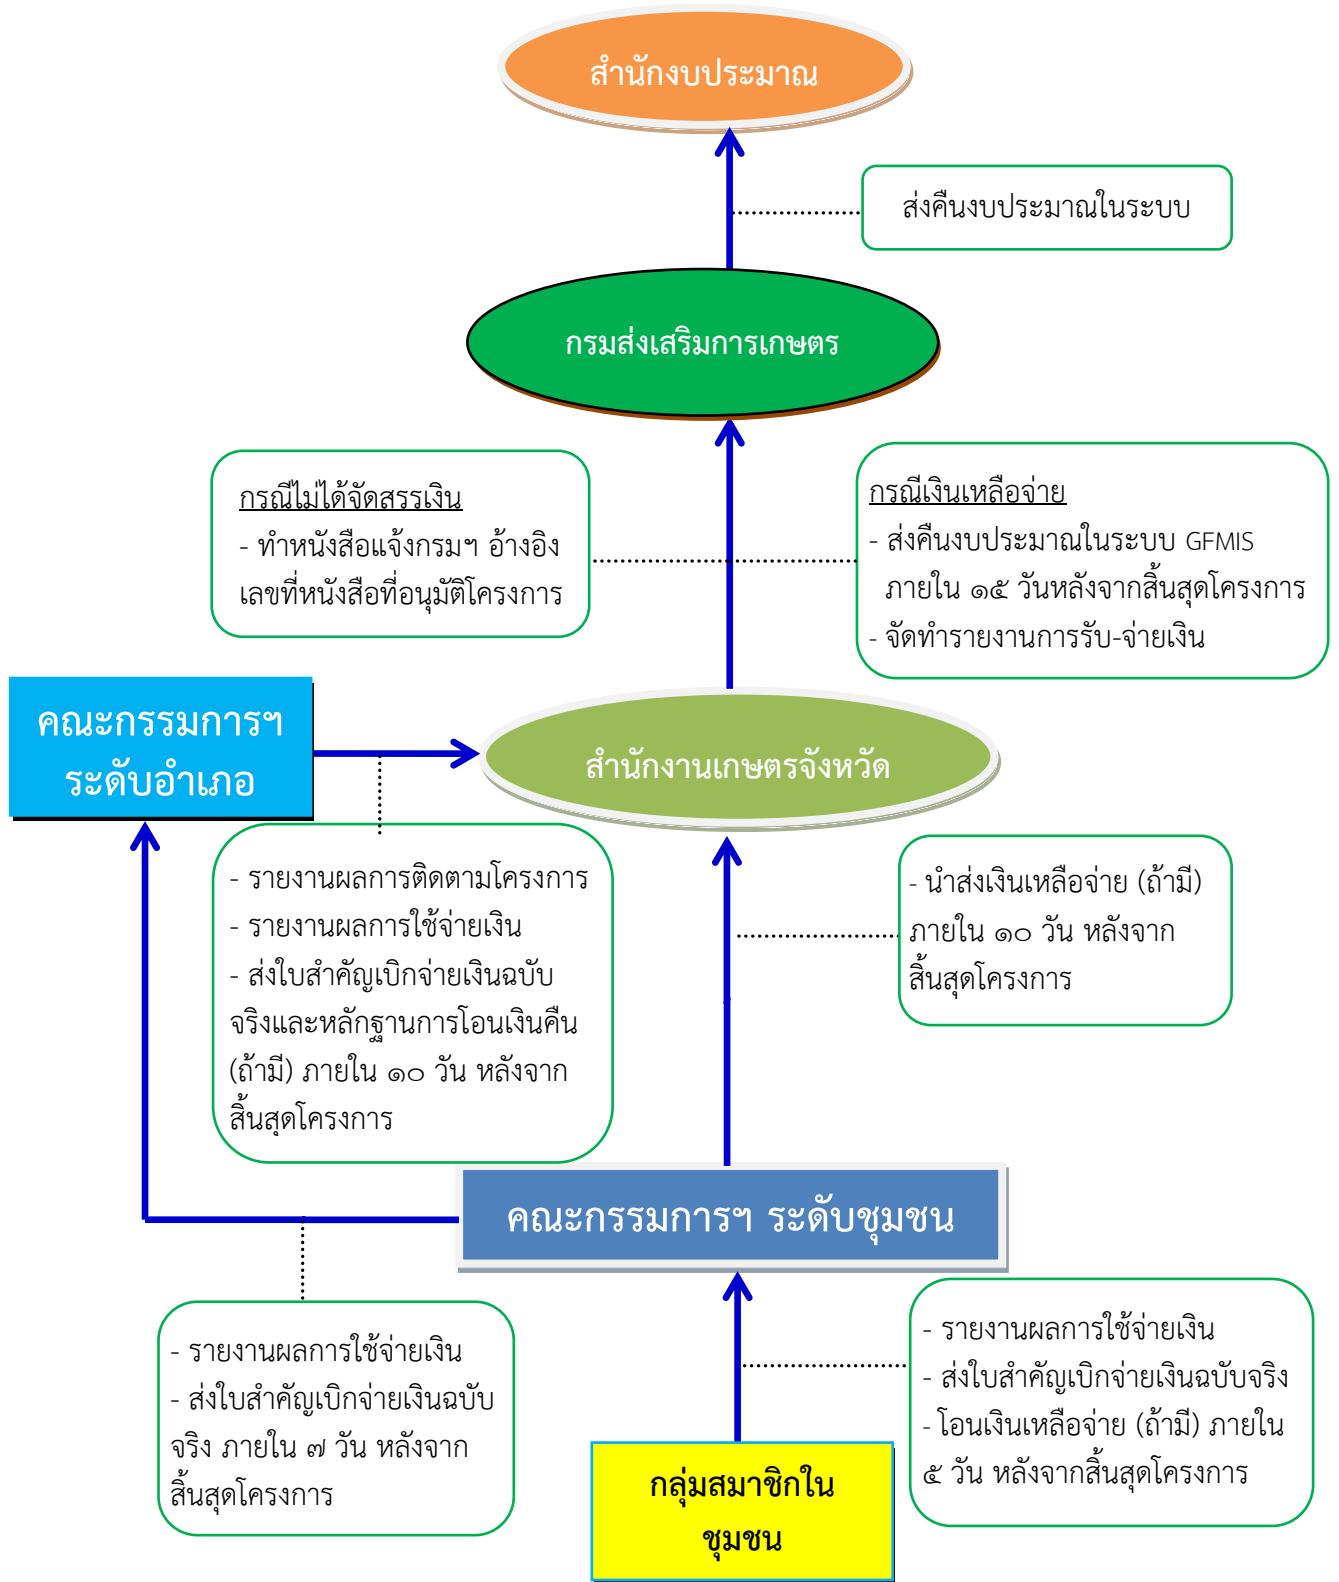 สำนักงบประมาณ
ส่งคืนงบประมาณในระบบ
กรมส่งเสริมการเกษตร
กรณีไม่ได้จัดสรรเงิน
- ทำหนังสือแจ้งกรมฯ อ้างอิง
เลขที่หนังสือที่อนุมัติโครงการ
กรณีเงินเหลือจ่าย
- ส่งคืนงบประมาณในระบบ GFMIS
ภายใน ๑๕ วันหลังจากสิ้นสุดโครงการ
- จัดทำรายงานการรับ-จ่ายเงิน
คณะกรรมการฯ
ระดับอำเภอ
สำนักงานเกษตรจังหวัด
- รายงานผลการติดตามโครงการ
- รายงานผลการใช้จ่ายเงิน
- ส่งใบสำคัญเบิกจ่ายเงินฉบับ
จริงและหลักฐานการโอนเงินคืน
(ถ้ามี) ภายใน ๑๐ วัน หลังจาก
สิ้นสุดโครงการ
- นำส่งเงินเหลือจ่าย (ถ้ามี)
ภายใน ๑๐ วัน หลังจาก
สิ้นสุดโครงการ
คณะกรรมการฯ ระดับชุมชน
- รายงานผลการใช้จ่ายเงิน
- ส่งใบสำคัญเบิกจ่ายเงินฉบับ
จริง ภายใน ๗ วัน หลังจาก
สิ้นสุดโครงการ
- รายงานผลการใช้จ่ายเงิน
- ส่งใบสำคัญเบิกจ่ายเงินฉบับจริง
- โอนเงินเหลือจ่าย (ถ้ามี) ภายใน
๕ วัน หลังจากสิ้นสุดโครงการ
กลุ่มสมาชิกใน
ชุมชน